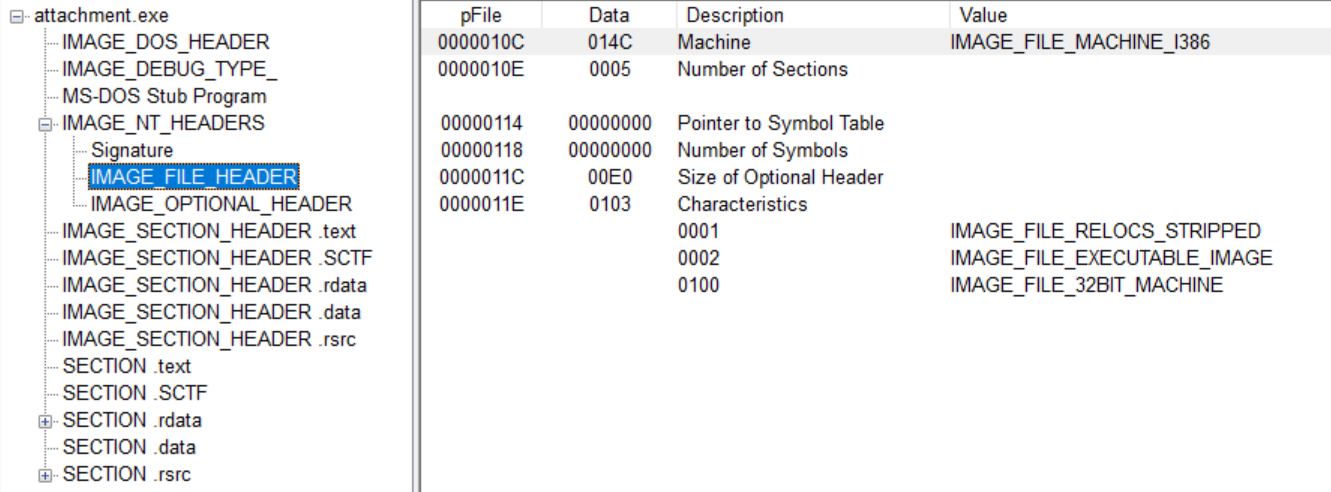 attachment.exe
IMAGE_DOS_HEADER
IMAGE_DEBUG_TYPE_
MS-DOS Stub Program
IMAGE_NT_HEADERS
Signature
IMAGE_FILE_HEADER
IMAGE_OPTIONAL_HEADER
IMAGE_SECTION_HEADER .text
IMAGE_SECTION_HEADER .SCTF
IMAGE_SECTION_HEADER .rdata
IMAGE_SECTION_HEADER .data
IMAGE_SECTION_HEADER .rsrc
SECTION .text
SECTION .SCTF
SECTION .rdata
SECTION .data
SECTION .rsrc
pFile Data Description Value
0000010C 014C Machine IMAGE_FILE_MACHINE_I386
0000010E 0005 Number of Sections
00000114 00000000 Pointer to Symbol Table
00000118 00000000 Number of Symbols
0000011C 00E0 Size of Optional Header
0000011E 0103 Characteristics
0001 IMAGE_FILE_RELOCS_STRIPPED
0002 IMAGE_FILE_EXECUTABLE_IMAGE
0100 IMAGE_FILE_32BIT_MACHINE